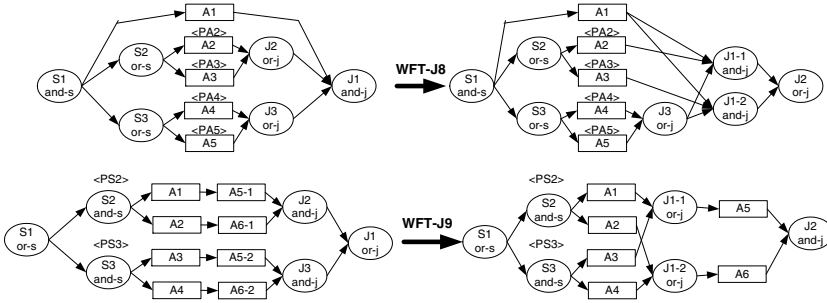 A1
<PA2>
S2
or-s
A2
<PA3>
A3
J2
or-j
S1
and-s
J1
and-j
<PA4>
S3
or-s
A4
<PA5>
A5
J3
or-j
WFT-J8
A1
<PA2>
S2
or-s
A2
<PA3>
A3
J1-1
and-j
S1
and-s
J2
or-j
<PA4>
S3
or-s
A4
<PA5>
A5
J3
or-j
J1-2
and-j
<PS2>
S2
and-s
A1
A5-1
A2
A6-1
J2
and-j
S1
or-s
J1
or-j
<PS3>
S3
and-s
A3
A5-2
A4
A6-2
J3
and-j
WFT-J9
<PS2>
S2
and-s
A1
A2
J1-1
or-j
A5
S1
or-s
J2
and-j
<PS3>
S3
and-s
A3
A4
J1-2
or-j
A6